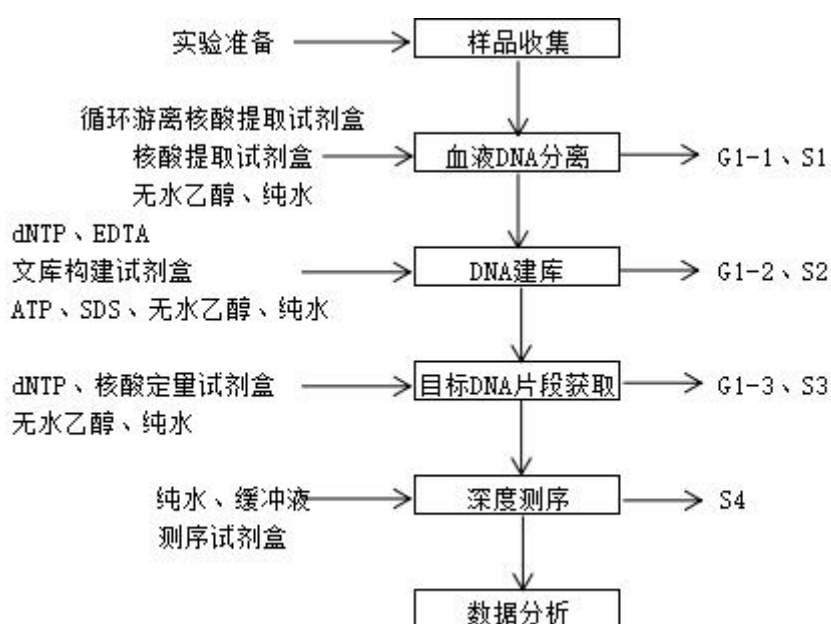 实验准备
样品收集
循环游离核酸提取试剂盒
核酸提取试剂盒
无水乙醇、纯水
血液DNA分离
G1-1、S1
dNTP、EDTA
文库构建试剂盒
ATP、SDS、无水乙醇、纯水
DNA建库
G1-2、S2
dNTP、核酸定量试剂盒
无水乙醇、纯水
目标DNA片段获取
G1-3、S3
纯水、缓冲液
测序试剂盒
深度测序
S4
数据分析